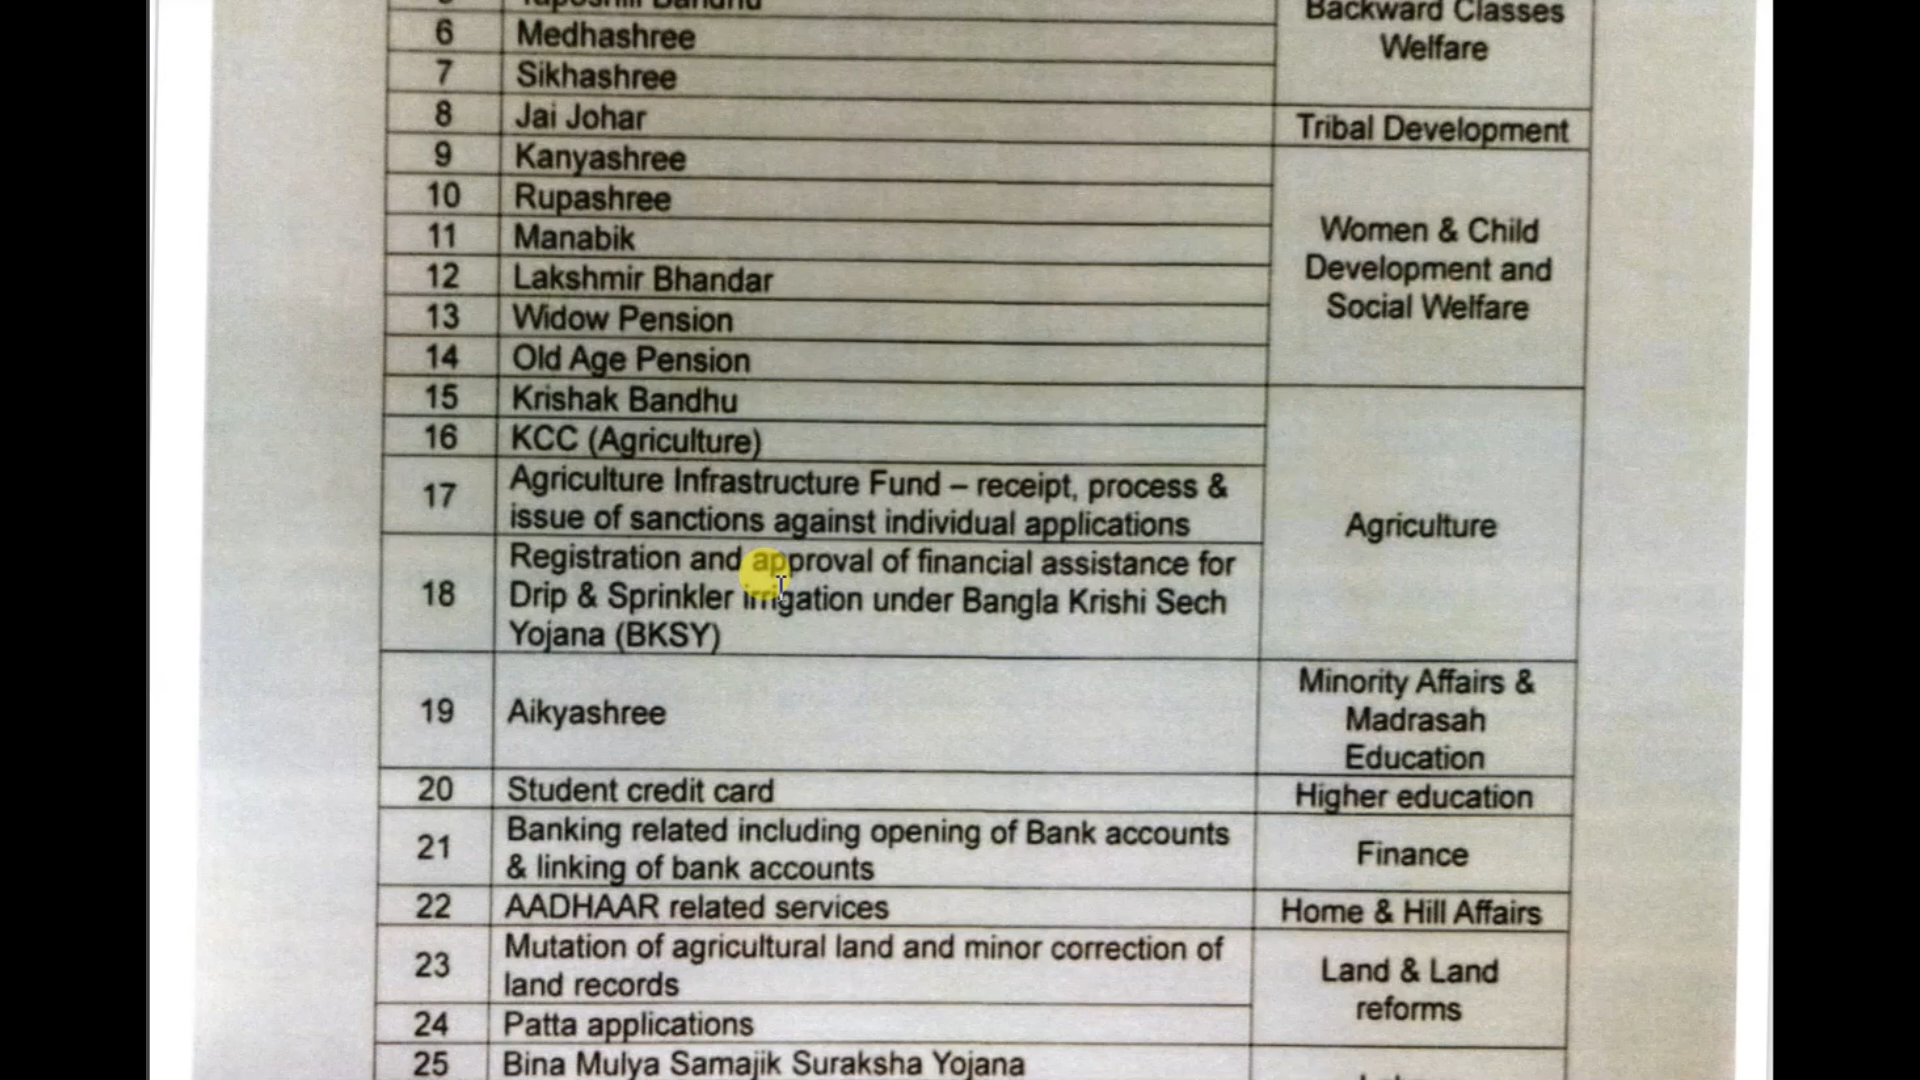 Backward Classes
Welfare
6 Medhashree
7 Sikhashree
8 Jai Johar
Tribal Development
9 Kanyashree
10 Rupashree
11 Manabik
12 Lakshmir Bhandar
13 Widow Pension
14 Old Age Pension
Women & Child
Development and
Social Welfare
15 Krishak Bandhu
16 KCC (Agriculture)
17 Agriculture Infrastructure Fund – receipt, process &
issue of sanctions against individual applications
18 Registration and approval of financial assistance for
Drip & Sprinkler irrigation under Bangla Krishi Sech
Yojana (BKSY)
Agriculture
19 Aikyashree
Minority Affairs &
Madrasah
Education
20 Student credit card
Higher education
21 Banking related including opening of Bank accounts
& linking of bank accounts
Finance
22 AADHAAR related services
Home & Hill Affairs
23 Mutation of agricultural land and minor correction of
land records
24 Patta applications
Land & Land
reforms
25 Bina Mulya Samajik Suraksha Yojana